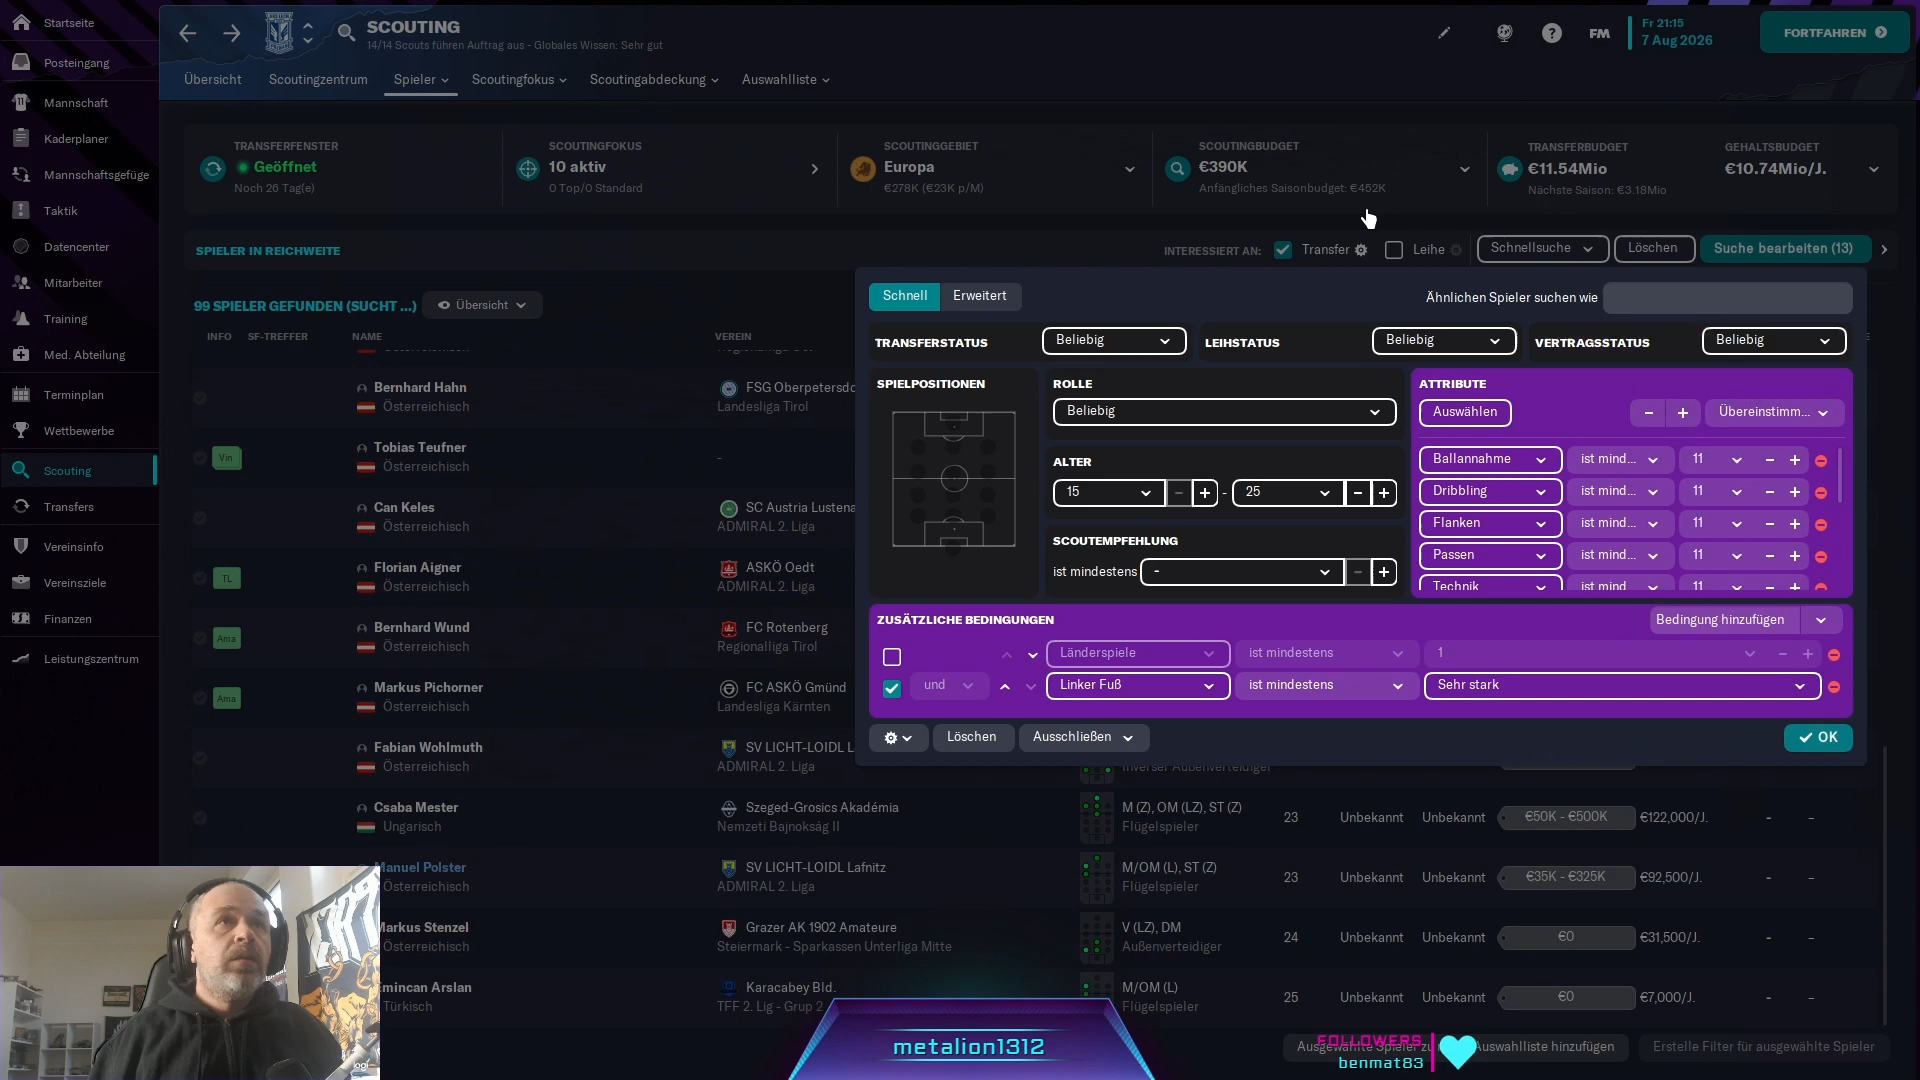 Startseite
Posteingang
Mannschaft
Kaderplaner
Mannschaftsgefüge
Taktik
Datencenter
Mitarbeiter
Training
Med. Abteilung
Terminplan
Wettbewerbe
Scouting
Transfers
Vereinsinfo
Vereinsziele
Finanzen
Leistungszentrum
SCOUTING
14/14 Scouts führen Auftrag aus - Globales Wissen: Sehr gut
FM
Fr 21:15
7 Aug 2026
FORTFAHREN
Übersicht Scoutingzentrum Spieler Scoutingfokus Scoutingabdeckung Auswahlliste
TRANSFERFENSTER
Geöffnet
Noch 26 Tag(e)
SCOUTINGFOKUS
10 aktiv
0 Top/0 Standard
SCOUTINGGEBIET
Europa
€278K (€23K p/M)
SCOUTINGBUDGET
€390K
Anfängliches Saisonbudget: €452K
TRANSFERBUDGET
€11.54Mio
Nächste Saison: €3.18Mio
GEHALTSBUDGET
€10.74Mio/J.
SPIELER IN REICHWEITE
INTERESSIERT AN: Transfer Leihe Schnellsuche Löschen Suche bearbeiten (13)
99 SPIELER GEFUNDEN (SUCHT ...) Übersicht
INFO SF-TREFFER NAME VEREIN
Bernhard Hahn
Österreichisch
Landesliga Tirol
Vin
Tobias Teufner
Österreichisch
-
Can Keles
Österreichisch
SC Austria Lustena
ADMIRAL 2. Liga
TL
Florian Aigner
Österreichisch
ASKÖ Oedt
ADMIRAL 2. Liga
Ama
Bernhard Wund
Österreichisch
FC Rotenberg
Regionalliga Tirol
Ama
Markus Pichorner
Österreichisch
FC ASKÖ Gmünd
Landesliga Kärnten
Fabian Wohlmuth
Österreichisch
SV LICHT-LOIDL L
ADMIRAL 2. Liga
Inverser Außenverteidiger
Csaba Mester
Ungarisch
Szeged-Grosics Akadémia
Nemzeti Bajnokság II
M (Z), OM (LZ), ST (Z)
Flügelspieler
23 Unbekannt Unbekannt €50K - €500K €122,000/J. - -
Manuel Polster
Österreichisch
SV LICHT-LOIDL Lafnitz
ADMIRAL 2. Liga
M/OM (L), ST (Z)
Flügelspieler
23 Unbekannt Unbekannt €35K - €325K €92,500/J. - -
Markus Stenzel
Österreichisch
Grazer AK 1902 Amateure
Steiermark - Sparkassen Unterliga Mitte
V (LZ), DM
Außenverteidiger
24 Unbekannt Unbekannt €0 €31,500/J. - -
Emincan Arslan
Türkisch
Karacabey Bld.
TFF 2. Lig - Grup 2
M/OM (L)
Flügelspieler
25 Unbekannt Unbekannt €0 €7,000/J. - -
Schnell Erweitert
Ähnlichen Spieler suchen wie
TRANSFERSTATUS Beliebig LEIHSTATUS Beliebig VERTRAGSSTATUS Beliebig
SPIELPOSITIONEN
ROLLE
Beliebig
ALTER
15 - + - 25 - +
SCOUTEMPFEHLUNG
ist mindestens - - +
ATTRIBUTE
Auswählen - + Übereinstimm...
Ballannahme ist mind... 11 - +
Dribbling ist mind... 11 - +
Flanken ist mind... 11 - +
Passen ist mind... 11 - +
Technik ist mind 11 - +
ZUSÄTZLICHE BEDINGUNGEN
Bedingung hinzufügen
Länderspiele ist mindestens 1 - +
und Linker Fuß ist mindestens Sehr stark
Löschen Ausschließen OK
metalion1312
FOLLOWERS
benmat83
Auswahlliste hinzufügen
Erstelle Filter für ausgewählte Spieler
logi